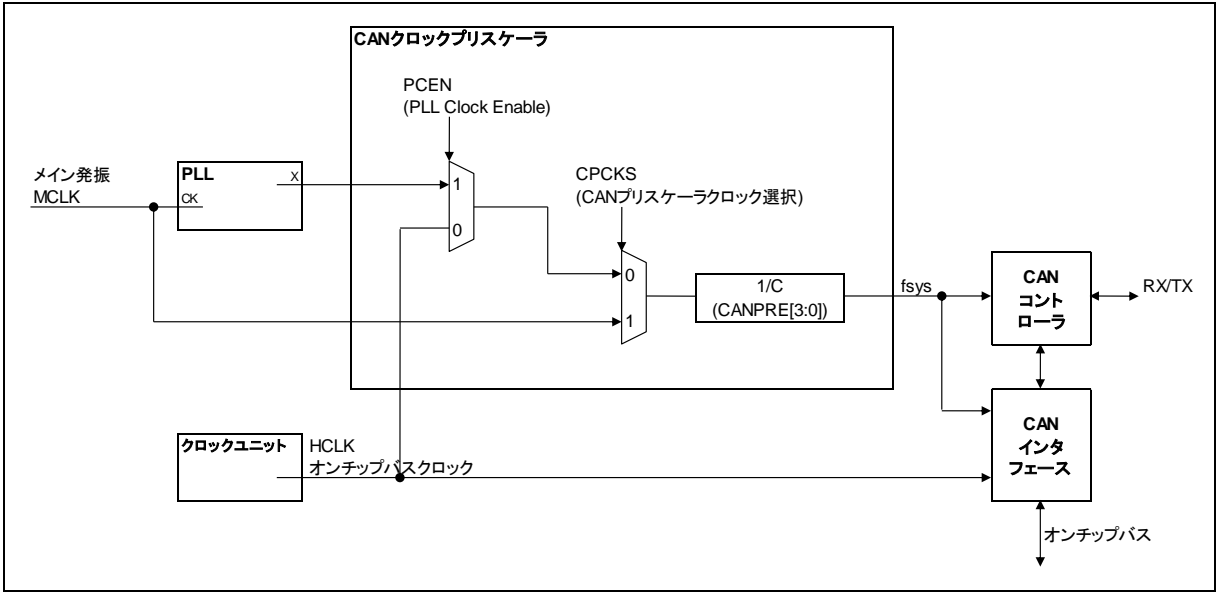 CANクロックプリスケーラ
PCEN
(PLL Clock Enable)
メイン発振
MCLK
PLL
X
CK
1
0
CPCKS
(CANプリスケーラクロック選択)
0
1
1/C
(CANPRE[3:0])
fsys
CAN
コント
ローラ
RX/TX
クロックユニット
HCLK
オンチップバスクロック
CAN
インタ
フェース
オンチップバス